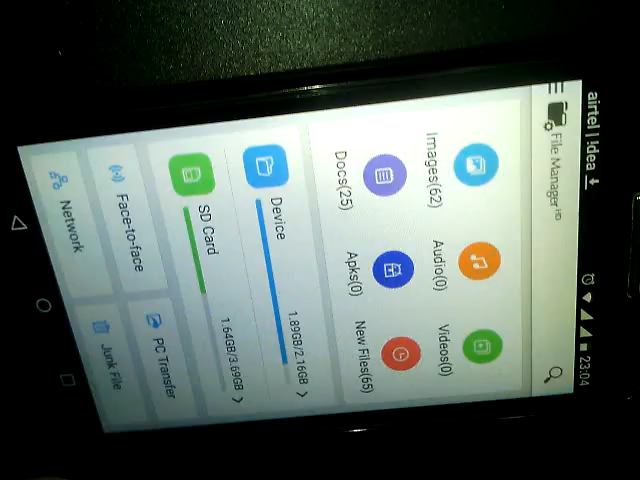 airtel | !dea 23:04
File Manager HD
Images(62) Audio(0) Videos(0)
Docs(25) Apks(0) New Files(65)
Device 1.89GB/2.16GB
SD Card 1.64GB/3.69GB
Face-to-face PC Transfer
Network Junk File